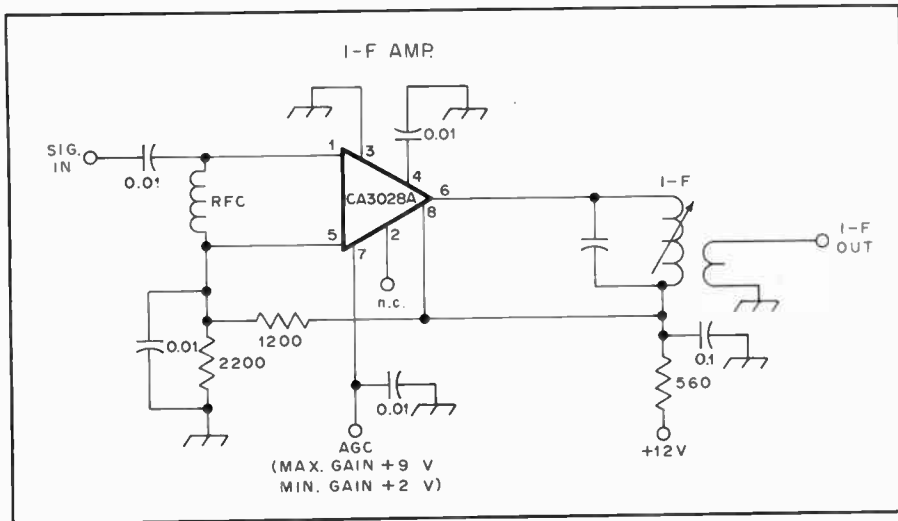 I-F AMP.
SIG. IN
0.01
RFC
1
3
4
0.01
CA3028A
6
8
5
7
2
n.c.
I-F
I-F OUT
0.01
2200
1200
0.01
0.1
560
+12V
AGC
(MAX. GAIN +9 V
MIN. GAIN +2 V)